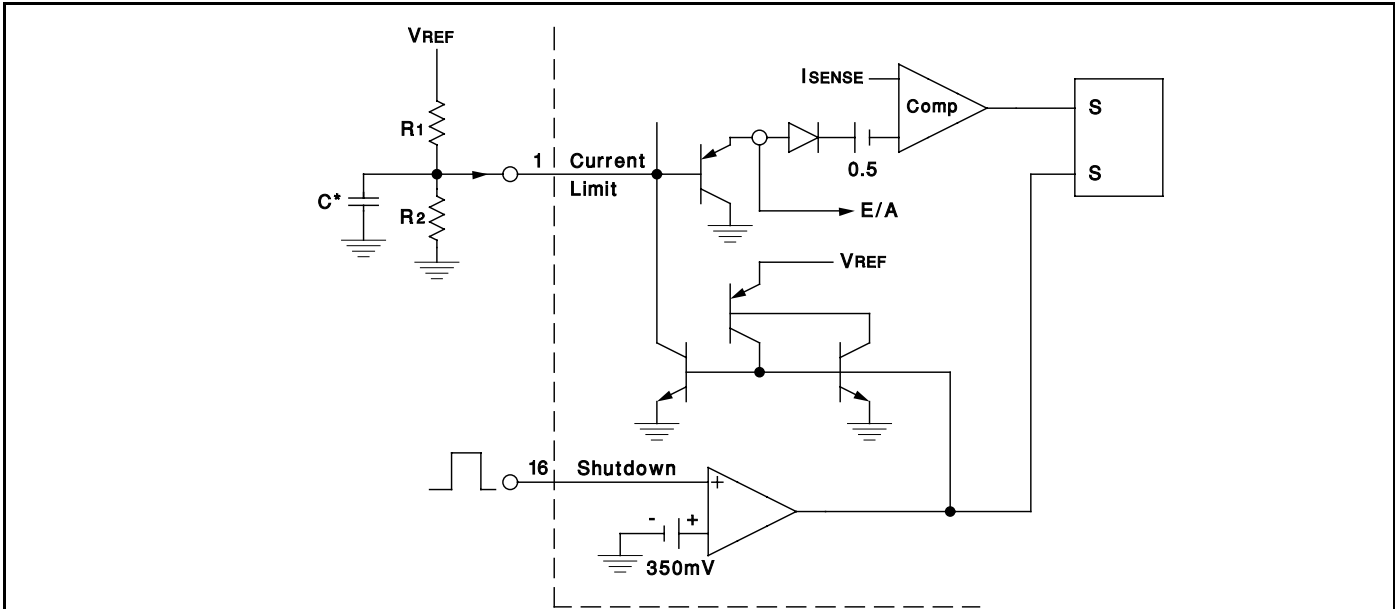 VREF
R1
C*
R2
1
Current
Limit
ISENSE
Comp
0.5
E/A
S
S
VREF
16
Shutdown
+
- +
350mV